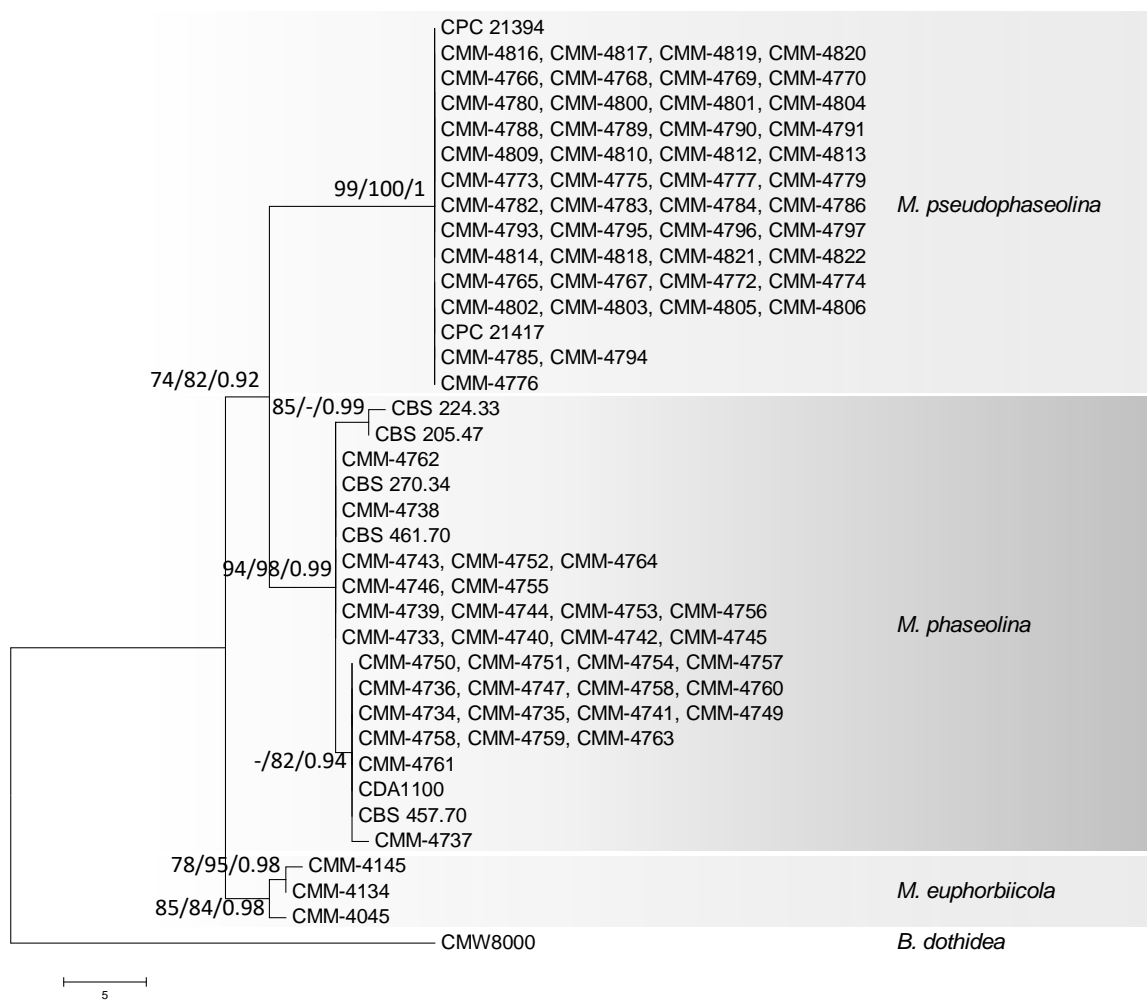 CPC 21394
CMM-4816, CMM-4817, CMM-4819, CMM-4820
CMM-4766, CMM-4768, CMM-4769, CMM-4770
CMM-4780, CMM-4800, CMM-4801, CMM-4804
CMM-4788, CMM-4789, CMM-4790, CMM-4791
CMM-4809, CMM-4810, CMM-4812, CMM-4813
99/100/1
CMM-4773, CMM-4775, CMM-4777, CMM-4779
CMM-4782, CMM-4783, CMM-4784, CMM-4786
M. pseudophaseolina
CMM-4793, CMM-4795, CMM-4796, CMM-4797
CMM-4814, CMM-4818, CMM-4821, CMM-4822
CMM-4765, CMM-4767, CMM-4772, CMM-4774
CMM-4802, CMM-4803, CMM-4805, CMM-4806
CPC 21417
CMM-4785, CMM-4794
CMM-4776
74/82/0.92
85/-/0.99
CBS 224.33
CBS 205.47
CMM-4762
CBS 270.34
CMM-4738
CBS 461.70
CMM-4743, CMM-4752, CMM-4764
94/98/0.99
CMM-4746, CMM-4755
CMM-4739, CMM-4744, CMM-4753, CMM-4756
M. phaseolina
CMM-4733, CMM-4740, CMM-4742, CMM-4745
CMM-4750, CMM-4751, CMM-4754, CMM-4757
CMM-4736, CMM-4747, CMM-4758, CMM-4760
CMM-4734, CMM-4735, CMM-4741, CMM-4749
CMM-4758, CMM-4759, CMM-4763
-/82/0.94
CMM-4761
CDA1100
CBS 457.70
CMM-4737
78/95/0.98
CMM-4145
CMM-4134
M. euphorbiicola
85/84/0.98
CMM-4045
CMW8000
B. dothidea
5